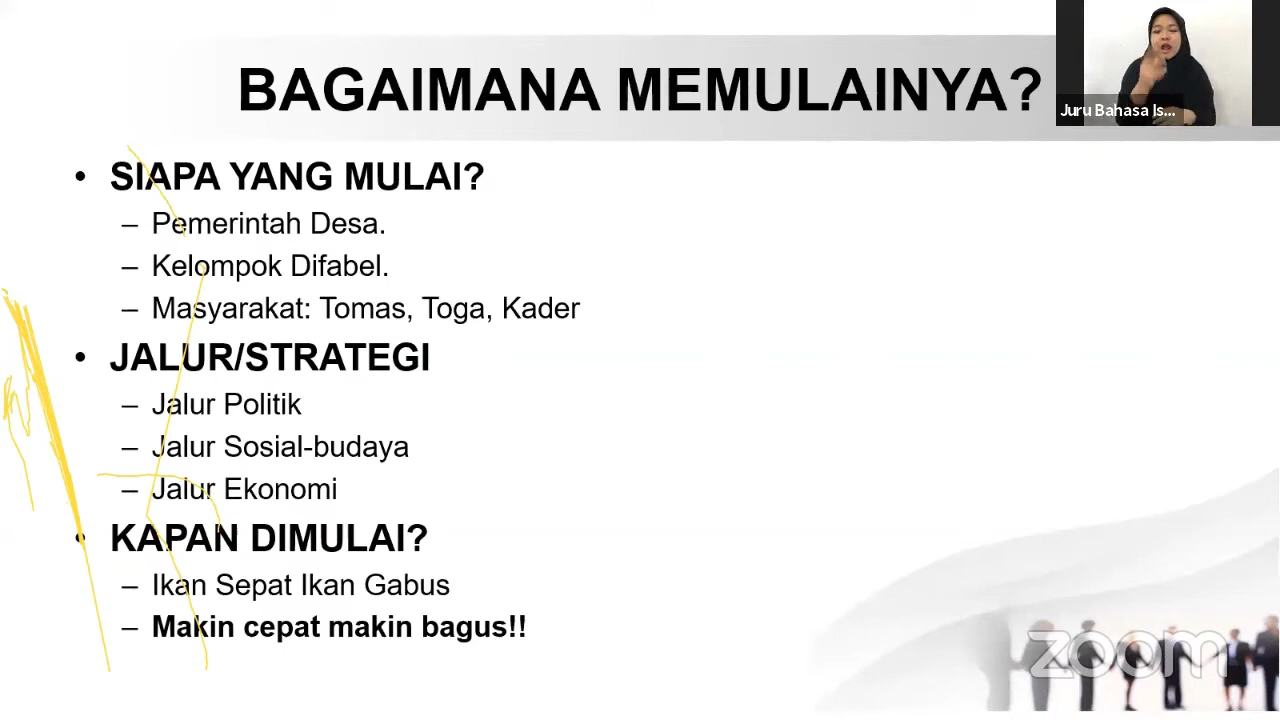 BAGAIMANA MEMULAINYA?
Juru Bahasa Is...
• SIAPA YANG MULAI?
– Pemerintah Desa.
– Kelompok Difabel.
– Masyarakat: Tomas, Toga, Kader
• JALUR/STRATEGI
– Jalur Politik
– Jalur Sosial-budaya
– Jalur Ekonomi
• KAPAN DIMULAI?
– Ikan Sepat Ikan Gabus
– Makin cepat makin bagus!!
zoom